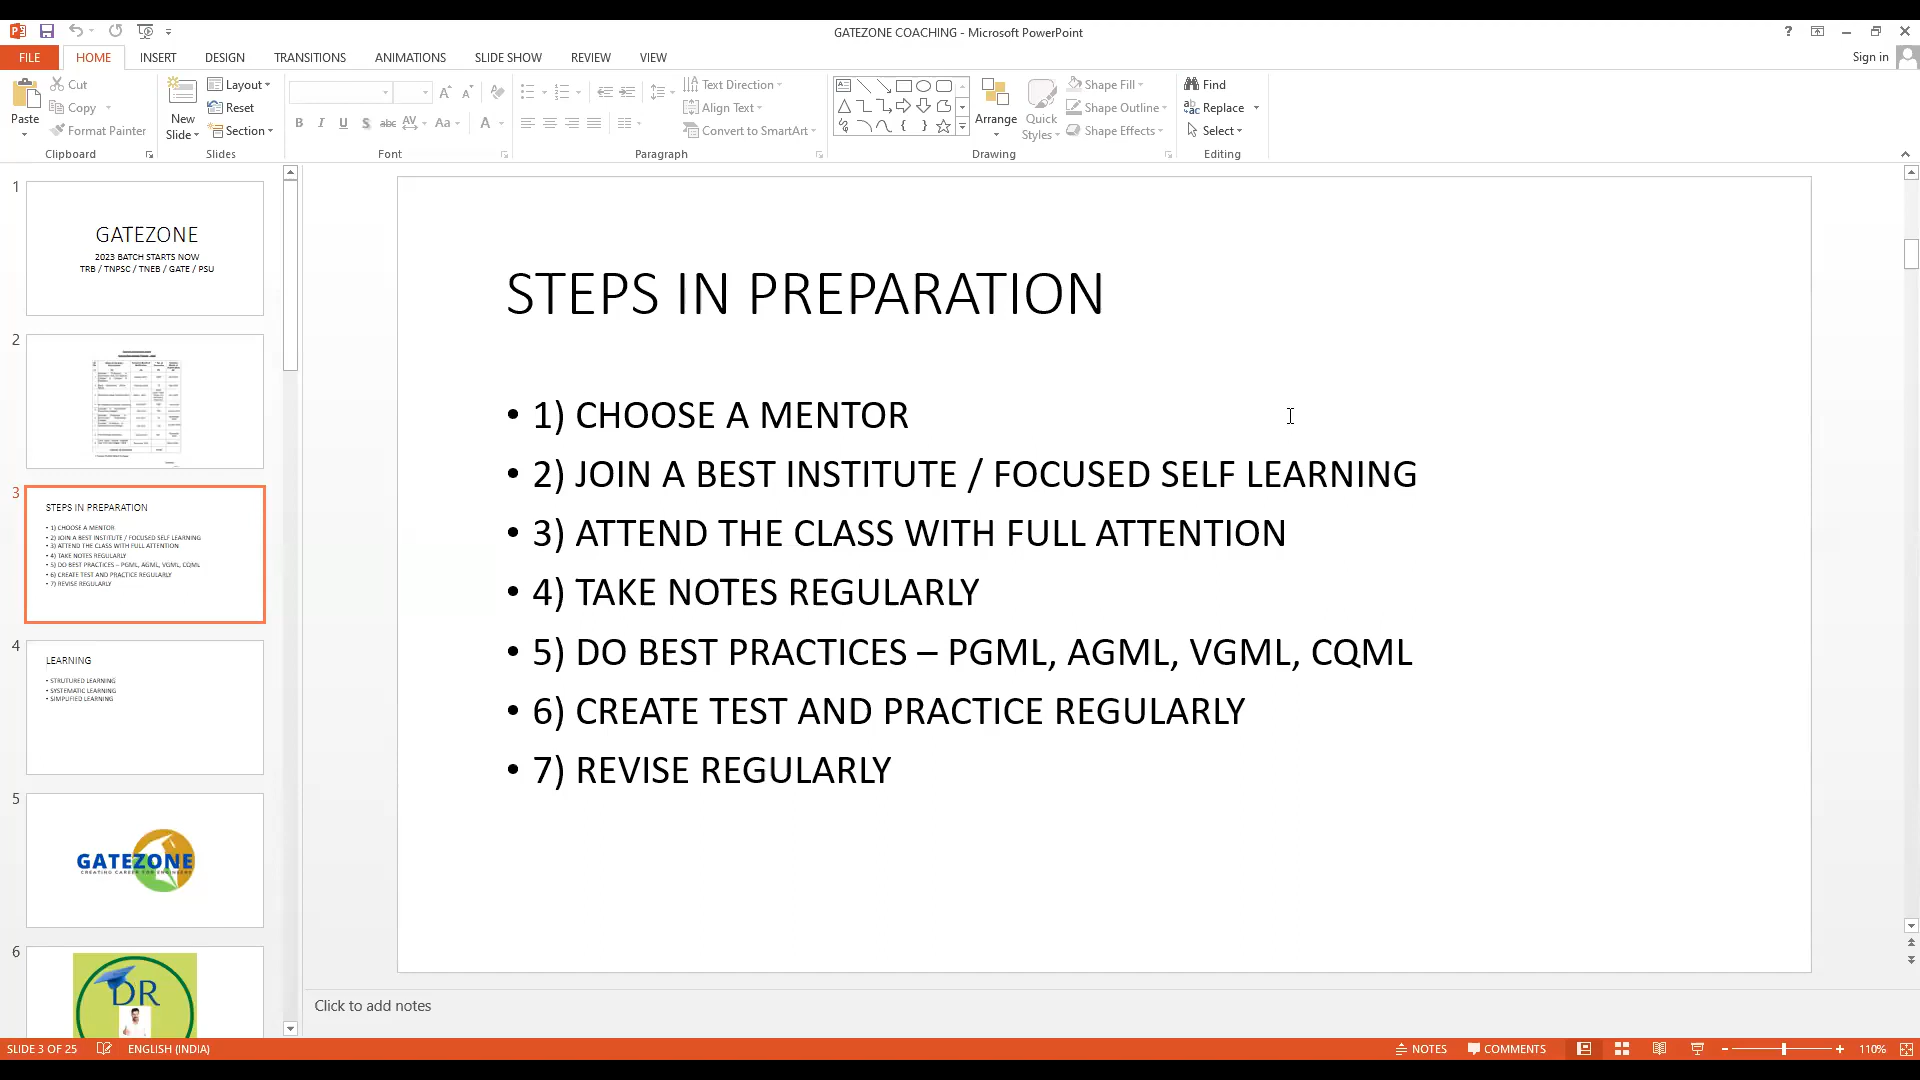 GATEZONE COACHING - Microsoft PowerPoint
Sign in
FILE HOME INSERT DESIGN TRANSITIONS ANIMATIONS SLIDE SHOW REVIEW VIEW
Paste
Cut
Copy
Format Painter
Clipboard
New Slide
Layout
Reset
Section
Slides
Font
Text Direction
Align Text
Convert to SmartArt
Paragraph
Arrange
Quick Styles
Shape Fill
Shape Outline
Shape Effects
Drawing
Find
Replace
Select
Editing
1
GATEZONE
2023 BATCH STARTS NOW
TRB / TNPSC / TNEB / GATE / PSU
2
3
STEPS IN PREPARATION
• 1) CHOOSE A MENTOR
• 2) JOIN A BEST INSTITUTE / FOCUSED SELF LEARNING
• 3) ATTEND THE CLASS WITH FULL ATTENTION
• 4) TAKE NOTES REGULARLY
• 5) DO BEST PRACTICES – PGML, AGML, VGML, CQML
• 6) CREATE TEST AND PRACTICE REGULARLY
• 7) REVISE REGULARLY
4
LEARNING
• STRUTURED LEARNING
• SYSTEMATIC LEARNING
• SIMPLIFIED LEARNING
5
GATEZONE
CREATING CAREER FOR ENGINEERS
6
DR
STEPS IN PREPARATION
• 1) CHOOSE A MENTOR
• 2) JOIN A BEST INSTITUTE / FOCUSED SELF LEARNING
• 3) ATTEND THE CLASS WITH FULL ATTENTION
• 4) TAKE NOTES REGULARLY
• 5) DO BEST PRACTICES – PGML, AGML, VGML, CQML
• 6) CREATE TEST AND PRACTICE REGULARLY
• 7) REVISE REGULARLY
Click to add notes
SLIDE 3 OF 25 ENGLISH (INDIA) NOTES COMMENTS 110%